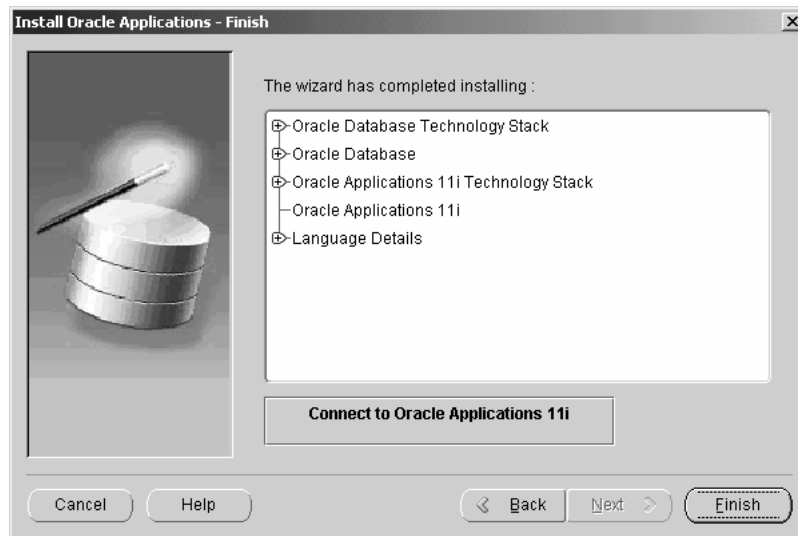 Install Oracle Applications - Finish
The wizard has completed installing :
Oracle Database Technology Stack
Oracle Database
Oracle Applications 11i Technology Stack
Oracle Applications 11i
Language Details
Connect to Oracle Applications 11i
Cancel
Help
Back
Next
Finish